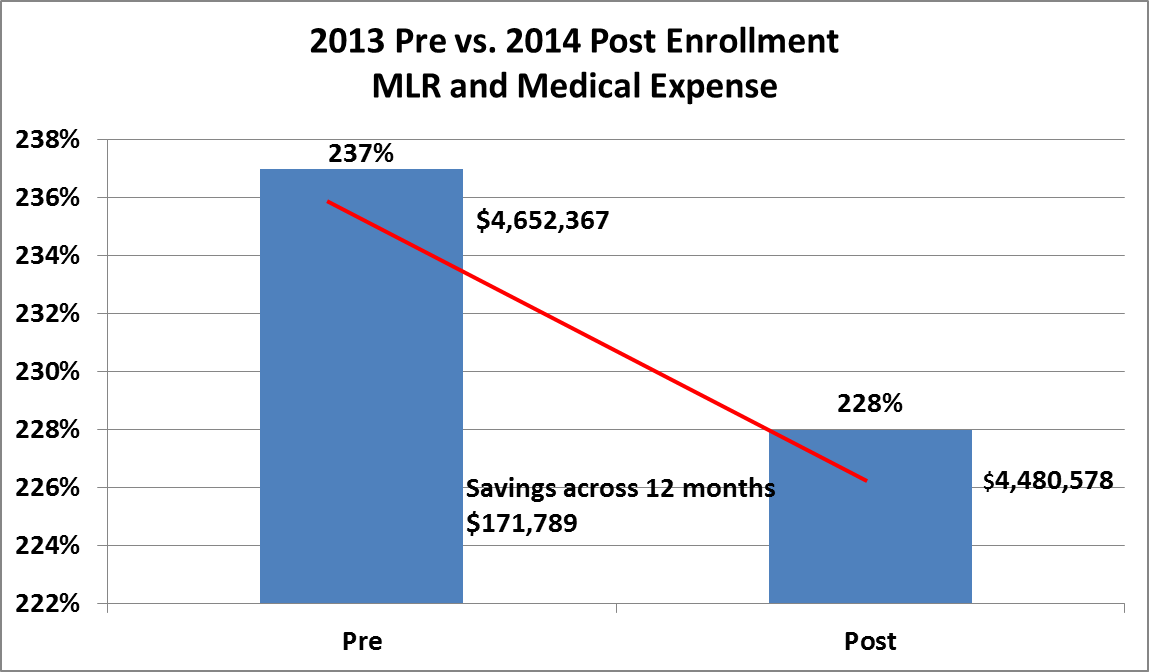 2013 Pre vs. 2014 Post Enrollment
MLR and Medical Expense
238%
236%
234%
232%
230%
228%
226%
224%
222%
237%
$4,652,367
228%
$4,480,578
Savings across 12 months
$171,789
Pre
Post